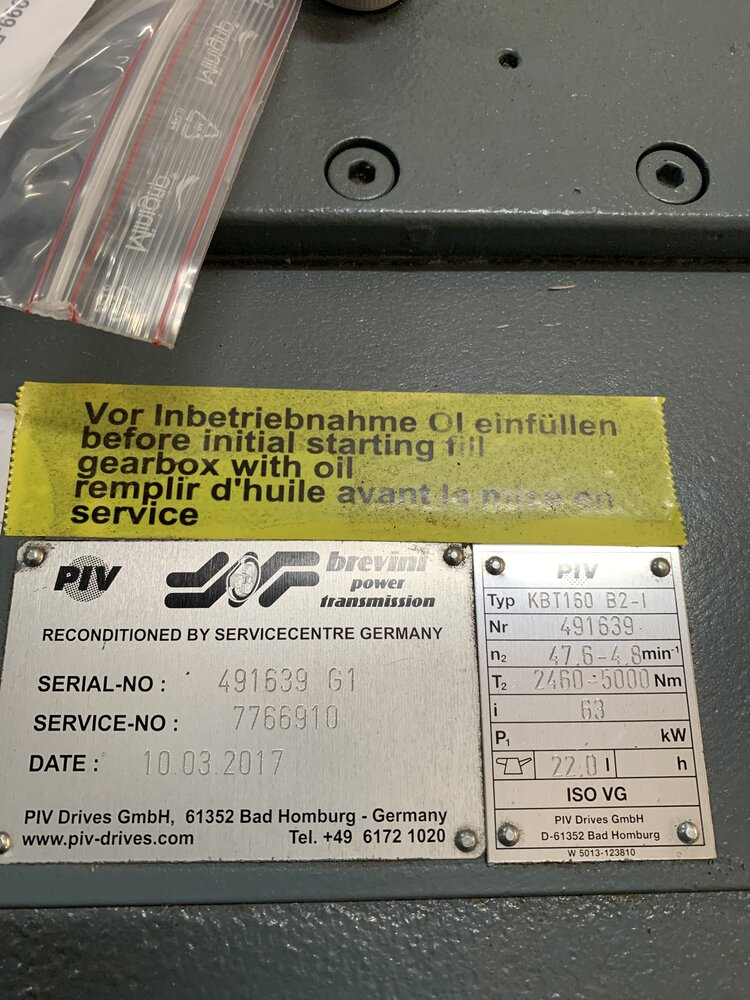 Minigrip
Minigrip
Vor Inbetriebnahme Öl einfüllen
before initial starting fill
gearbox with oil
remplir d'huile avant la mise en
service
PIV
brevini
power
transmission
RECONDITIONED BY SERVICECENTRE GERMANY
SERIAL-NO : 491639 G1
SERVICE-NO : 7766910
DATE : 10.03.2017
PIV Drives GmbH, 61352 Bad Homburg - Germany
www.piv-drives.com Tel. +49 6172 1020
PIV
Typ KBT160 B2-I
Nr 491639
n₂ 47,6-4,8 min⁻¹
T₂ 2460-5000 Nm
i 63
P₁ kW
22,0 l h
ISO VG
PIV Drives GmbH
D-61352 Bad Homburg
W 5013-123810